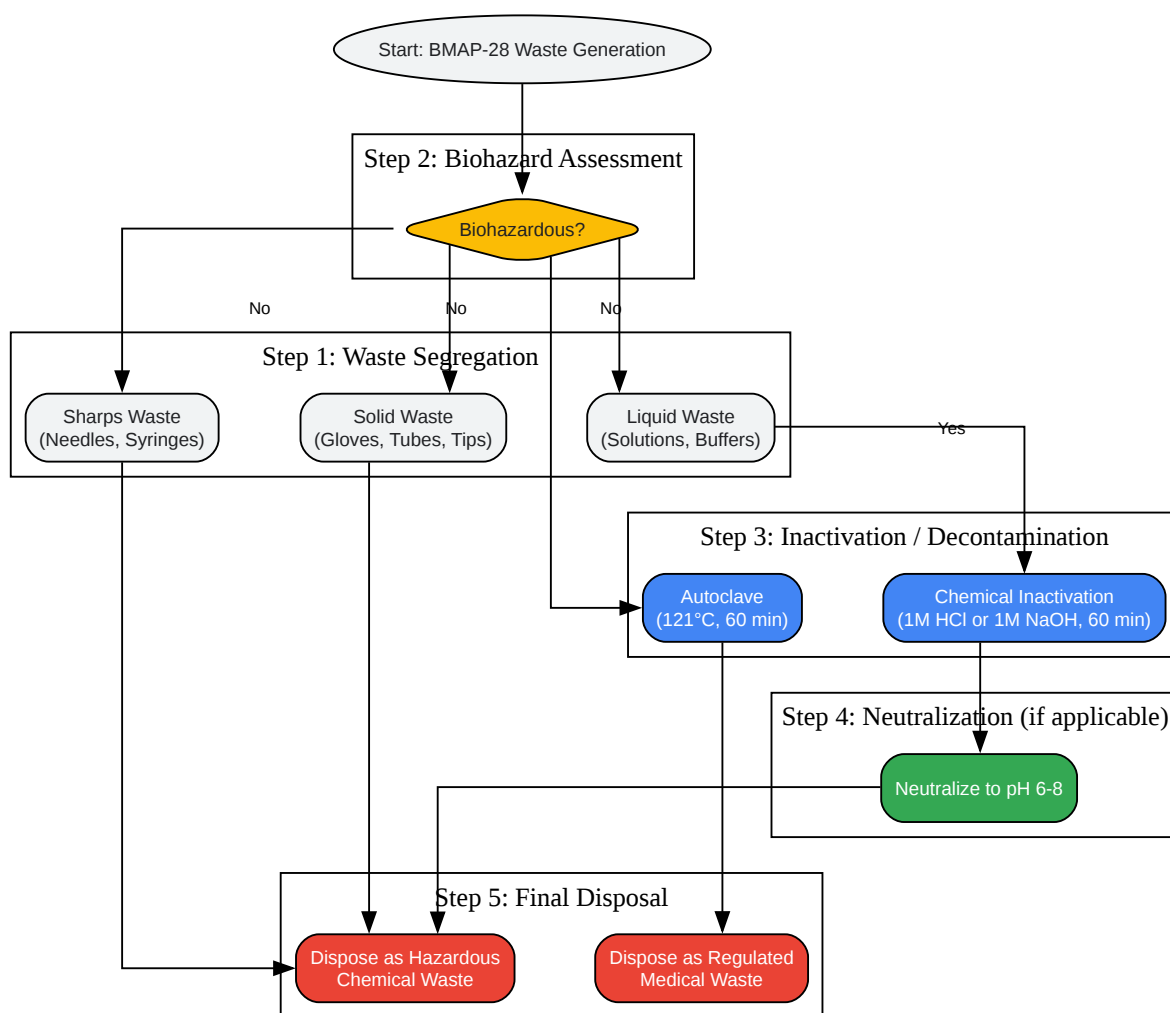 Start: BMAP-28 Waste Generation
Step 2: Biohazard Assessment
Biohazardous?
No
No
No
Step 1: Waste Segregation
Sharps Waste
(Needles, Syringes)
Solid Waste
(Gloves, Tubes, Tips)
Liquid Waste
(Solutions, Buffers)
Yes
Step 3: Inactivation / Decontamination
Autoclave
(121°C, 60 min)
Chemical Inactivation
(1M HCl or 1M NaOH, 60 min)
Step 4: Neutralization (if applicable)
Neutralize to pH 6-8
Step 5: Final Disposal
Dispose as Hazardous
Chemical Waste
Dispose as Regulated
Medical Waste